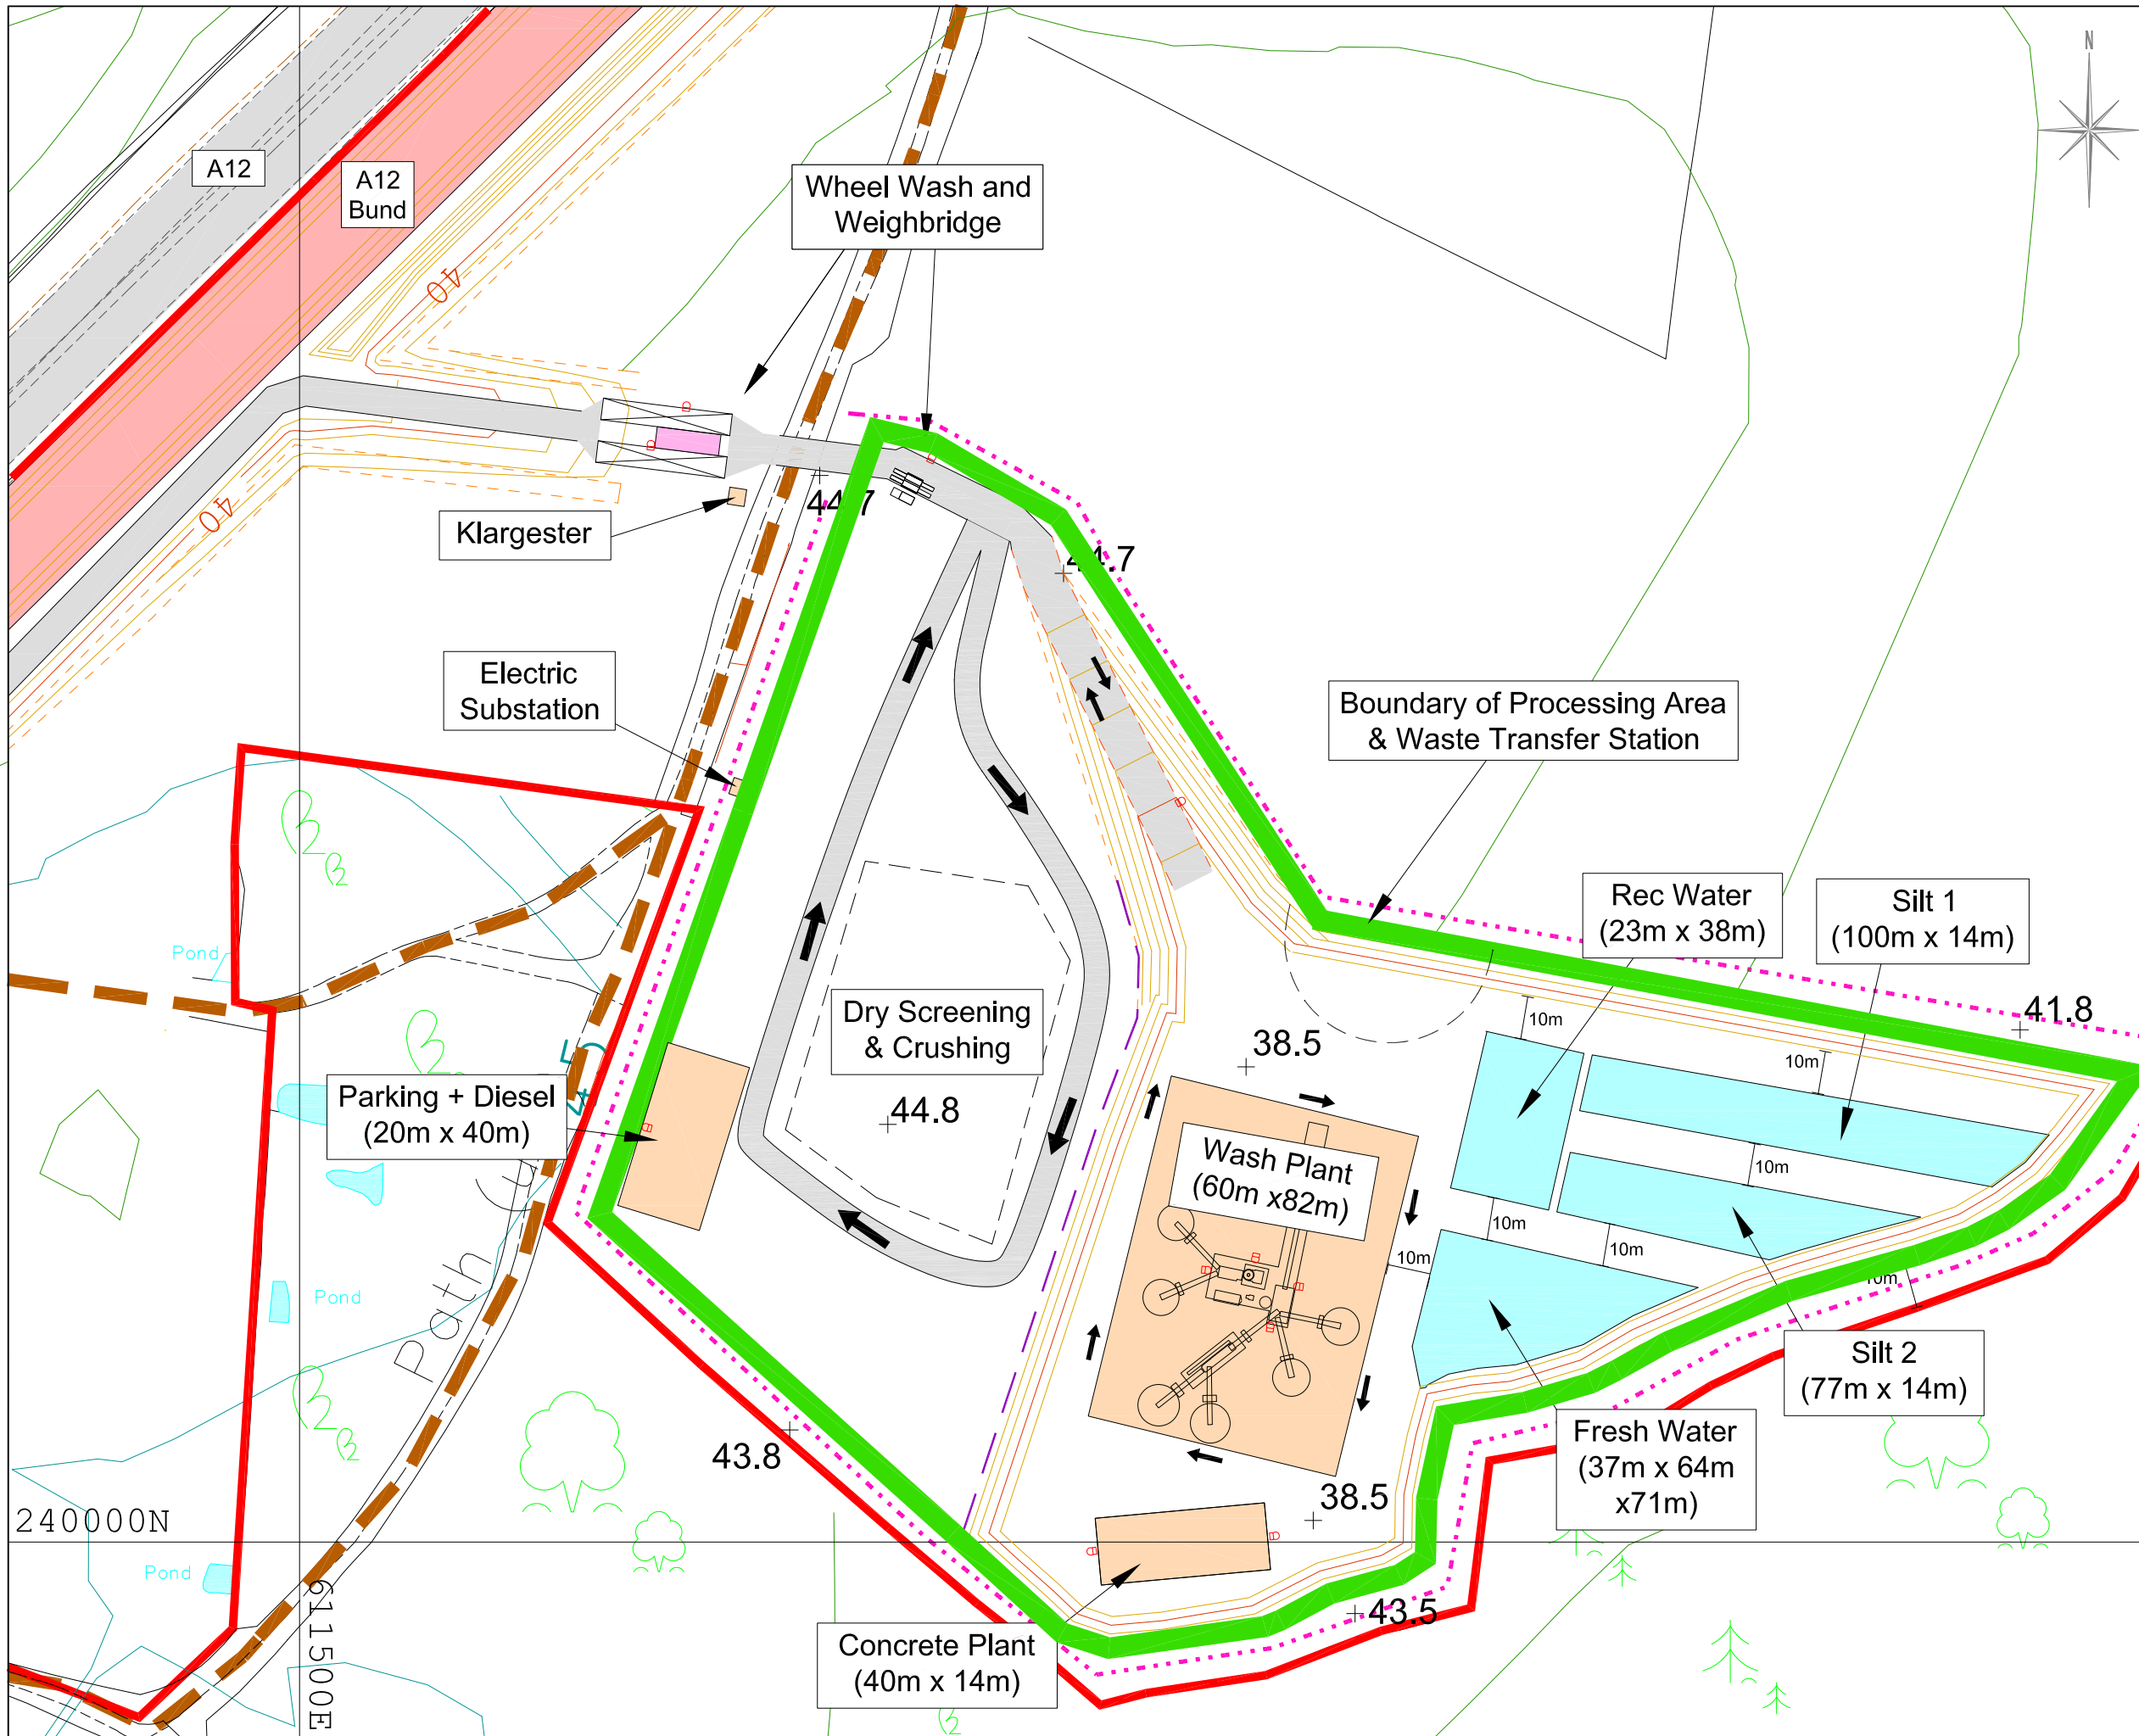 N
A12
A12
Bund
Wheel Wash and
Weighbridge
40
40
Klargester
44.7
44.7
Electric
Substation
Boundary of Processing Area
& Waste Transfer Station
Rec Water
(23m x 38m)
Silt 1
(100m x 14m)
Pond
Dry Screening
& Crushing
44.8
10m
41.8
10m
38.5
45
Parking + Diesel
(20m x 40m)
Wash Plant
(60m x82m)
10m
10m
10m
10m
10m
Pond
Path
Silt 2
(77m x 14m)
43.8
Fresh Water
(37m x 64m
x71m)
38.5
240000N
Pond
611500E
43.5
Concrete Plant
(40m x 14m)